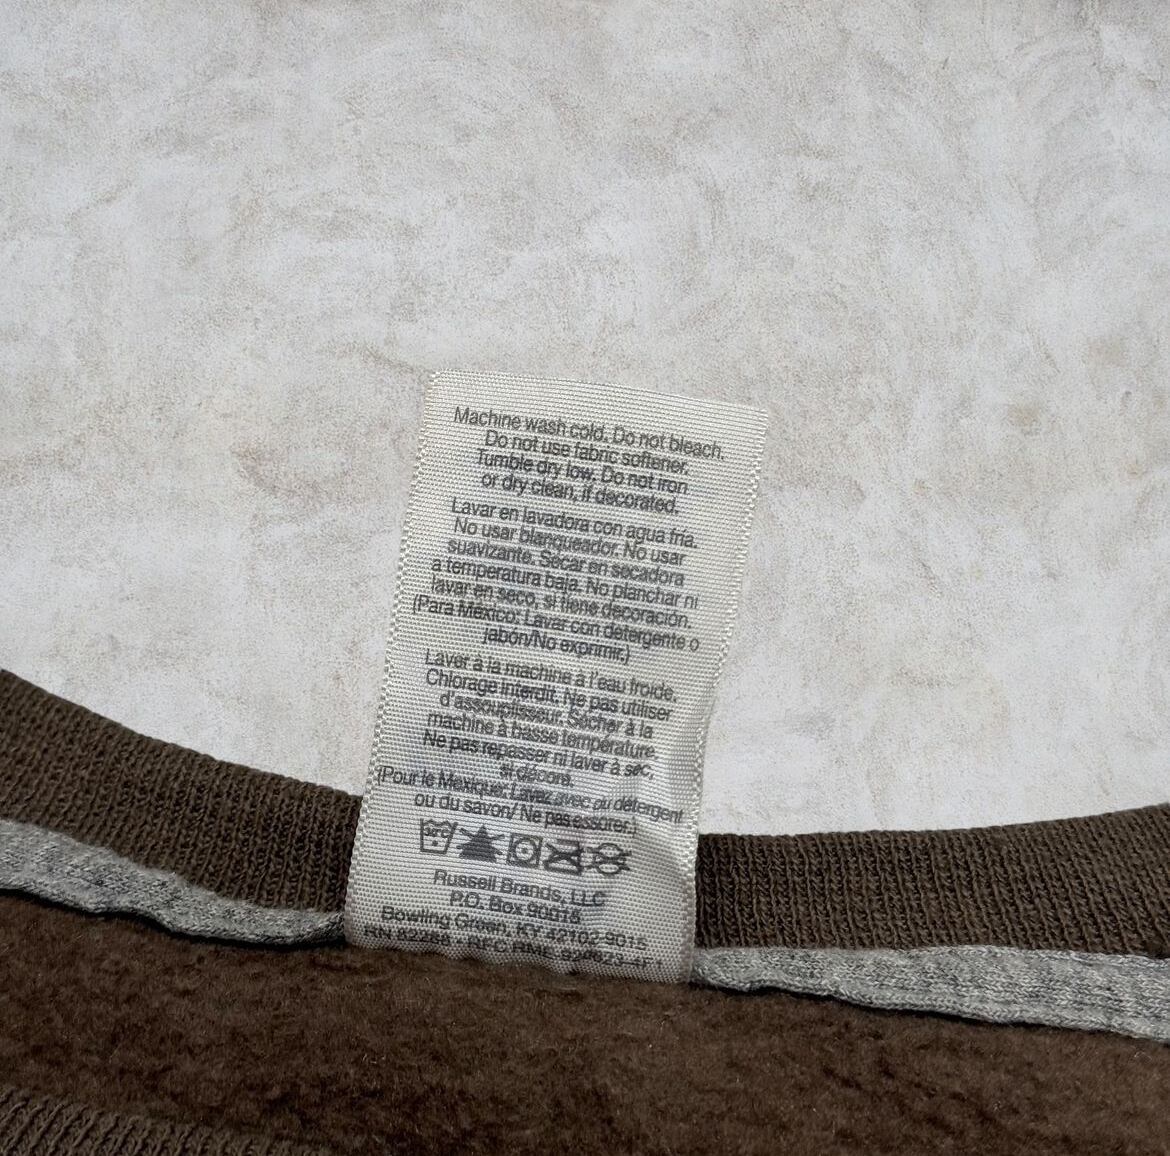 Machine wash cold. Do not bleach.
Do not use fabric softener.
Tumble dry low. Do not iron
or dry clean, if decorated.
Lavar en lavadora con agua fría.
No usar blanqueador. No usar
suavizante. Secar en secadora
a temperatura baja. No planchar ni
lavar en seco, si tiene decoración.
(Para México: Lavar con detergente o
jabón/No exprimir.)
Laver à la machine à l'eau froide.
Chlorage interdit. Ne pas utiliser
d'assouplisseur. Sécher à la
machine à basse température.
Ne pas repasser ni laver à sec,
si décoré.
(Pour le Mexique: Lavez avec du détergent
ou du savon/ Ne pas essorer.)
Russell Brands, LLC
P.O. Box 90015
Bowling Green, KY 42102-9015
RN 82268 • RFC RME